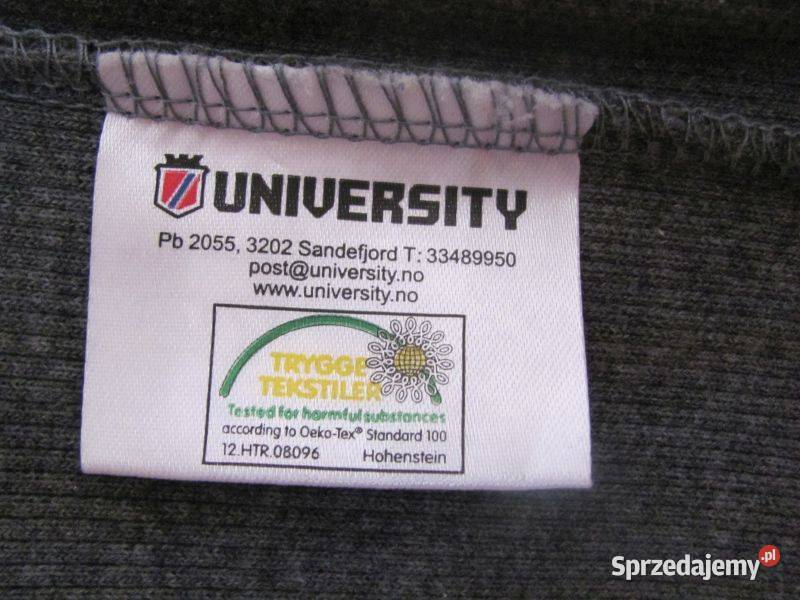 UNIVERSITY
Pb 2055, 3202 Sandefjord T: 33489950
post@university.no
www.university.no
TRYGGE
TEKSTILER
Tested for harmful substances
according to Oeko-Tex® Standard 100
12.HTR.08096 Hohenstein
Sprzedajemy.pl